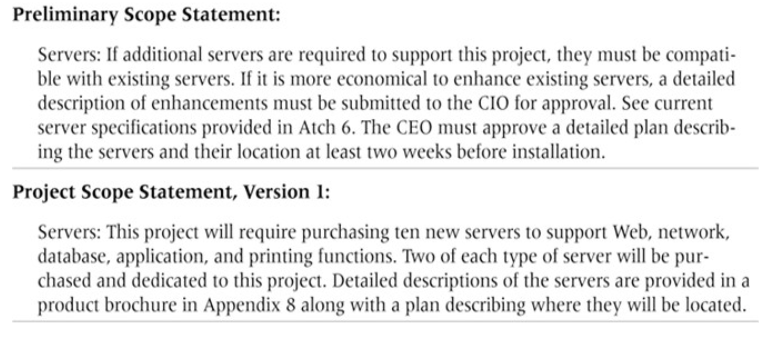 Preliminary Scope Statement:
Servers: If additional servers are required to support this project, they must be compati-
ble with existing servers. If it is more economical to enhance existing servers, a detailed
description of enhancements must be submitted to the CIO for approval. See current
server specifications provided in Atch 6. The CEO must approve a detailed plan describ-
ing the servers and their location at least two weeks before installation.
Project Scope Statement, Version 1:
Servers: This project will require purchasing ten new servers to support Web, network,
database, application, and printing functions. Two of each type of server will be pur-
chased and dedicated to this project. Detailed descriptions of the servers are provided in a
product brochure in Appendix 8 along with a plan describing where they will be located.